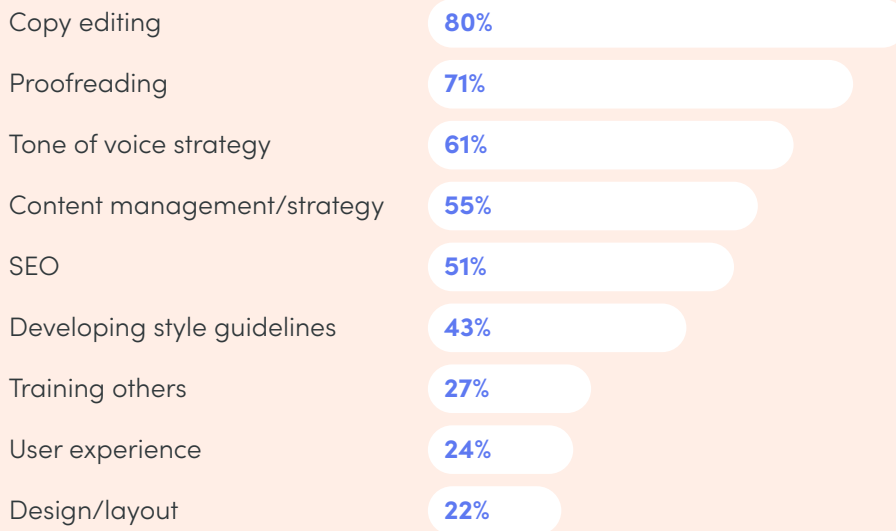 Copy editing 80%
Proofreading 71%
Tone of voice strategy 61%
Content management/strategy 55%
SEO 51%
Developing style guidelines 43%
Training others 27%
User experience 24%
Design/layout 22%